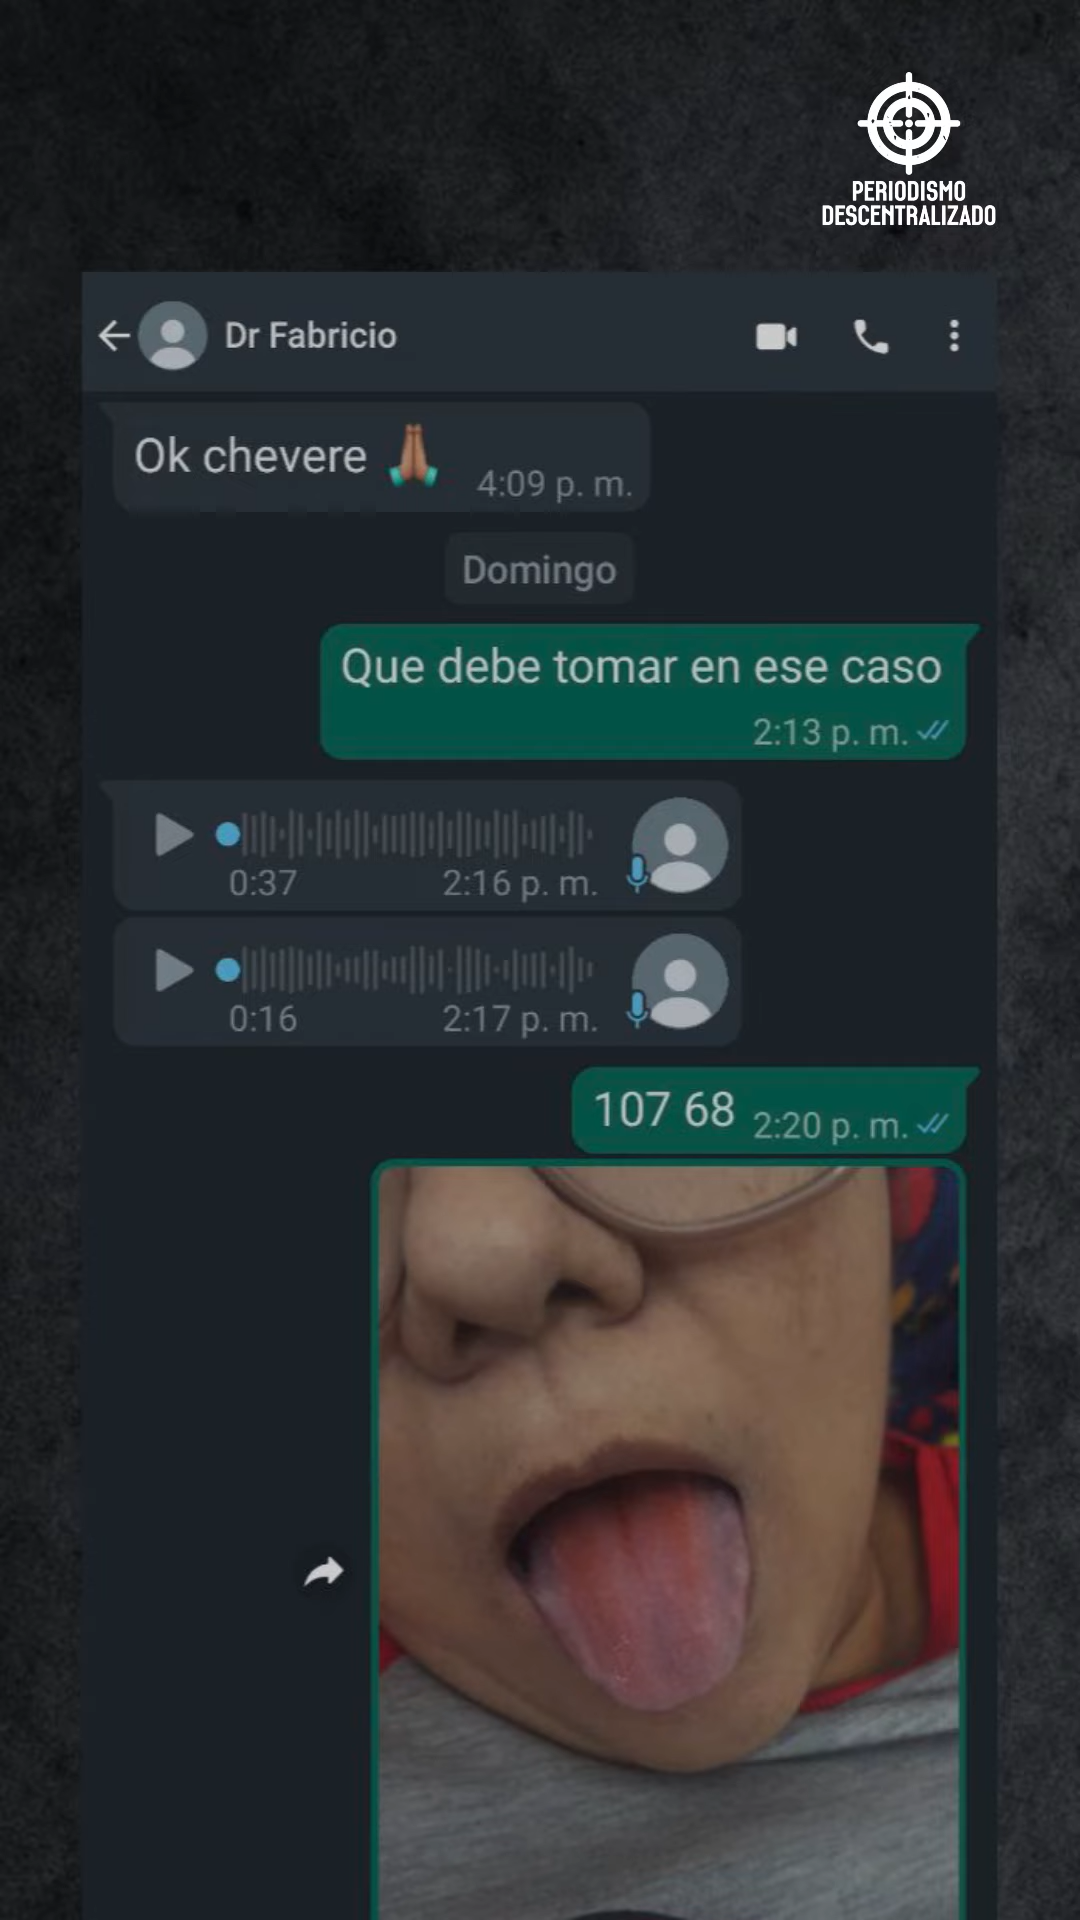 PERIODISMO
DESCENTRALIZADO
Dr Fabricio
Ok chevere 🙏🏽 4:09 p. m.
Domingo
Que debe tomar en ese caso
2:13 p. m.
0:37 2:16 p. m.
0:16 2:17 p. m.
107 68 2:20 p. m.